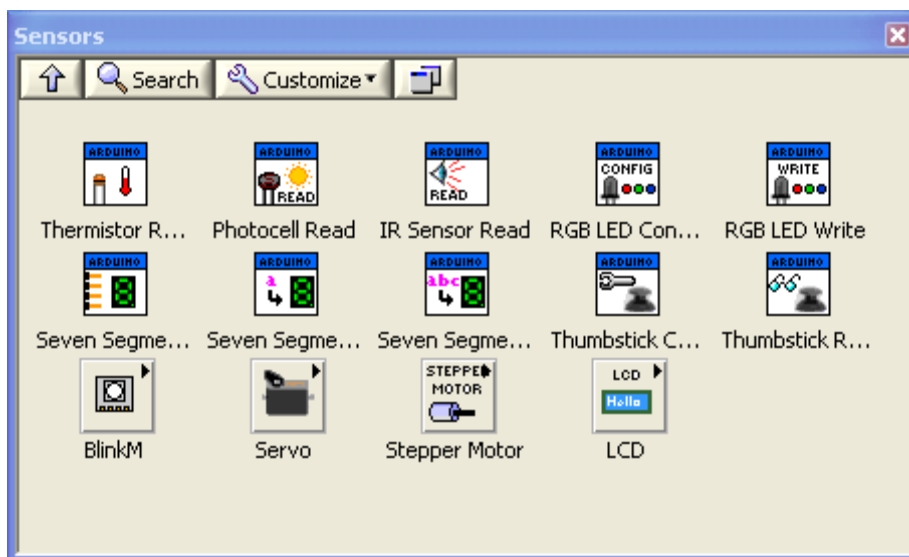 Sensors
Search Customize
ARDUINO ARDUINO ARDUINO ARDUINO ARDUINO
READ READ CONFIG WRITE
Thermistor R... Photocell Read IR Sensor Read RGB LED Con... RGB LED Write
ARDUINO ARDUINO ARDUINO ARDUINO ARDUINO
a abc
Seven Segme... Seven Segme... Seven Segme... Thumbstick C... Thumbstick R...
STEPPER LCD
MOTOR Hello
BlinkM Servo Stepper Motor LCD